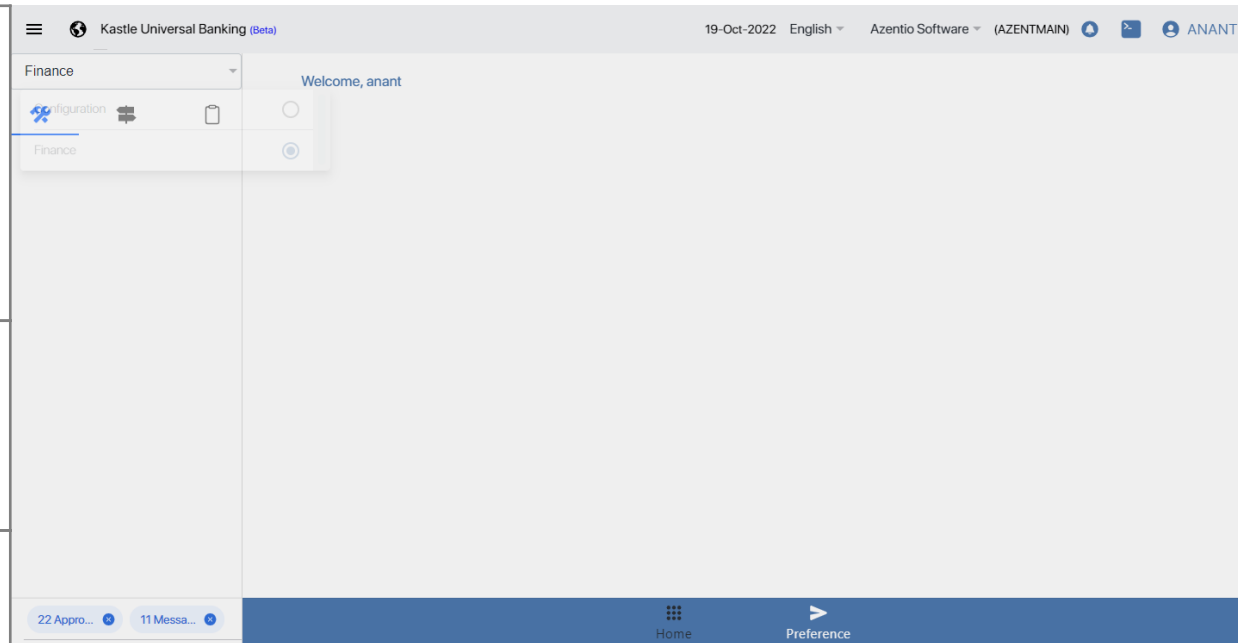 Kastle Universal Banking (Beta)
19-Oct-2022 English Azentio Software (AZENTMAIN) ANANT
Finance
Welcome, anant
Configuration
Finance
22 Appro... 11 Messa...
Home
Preference